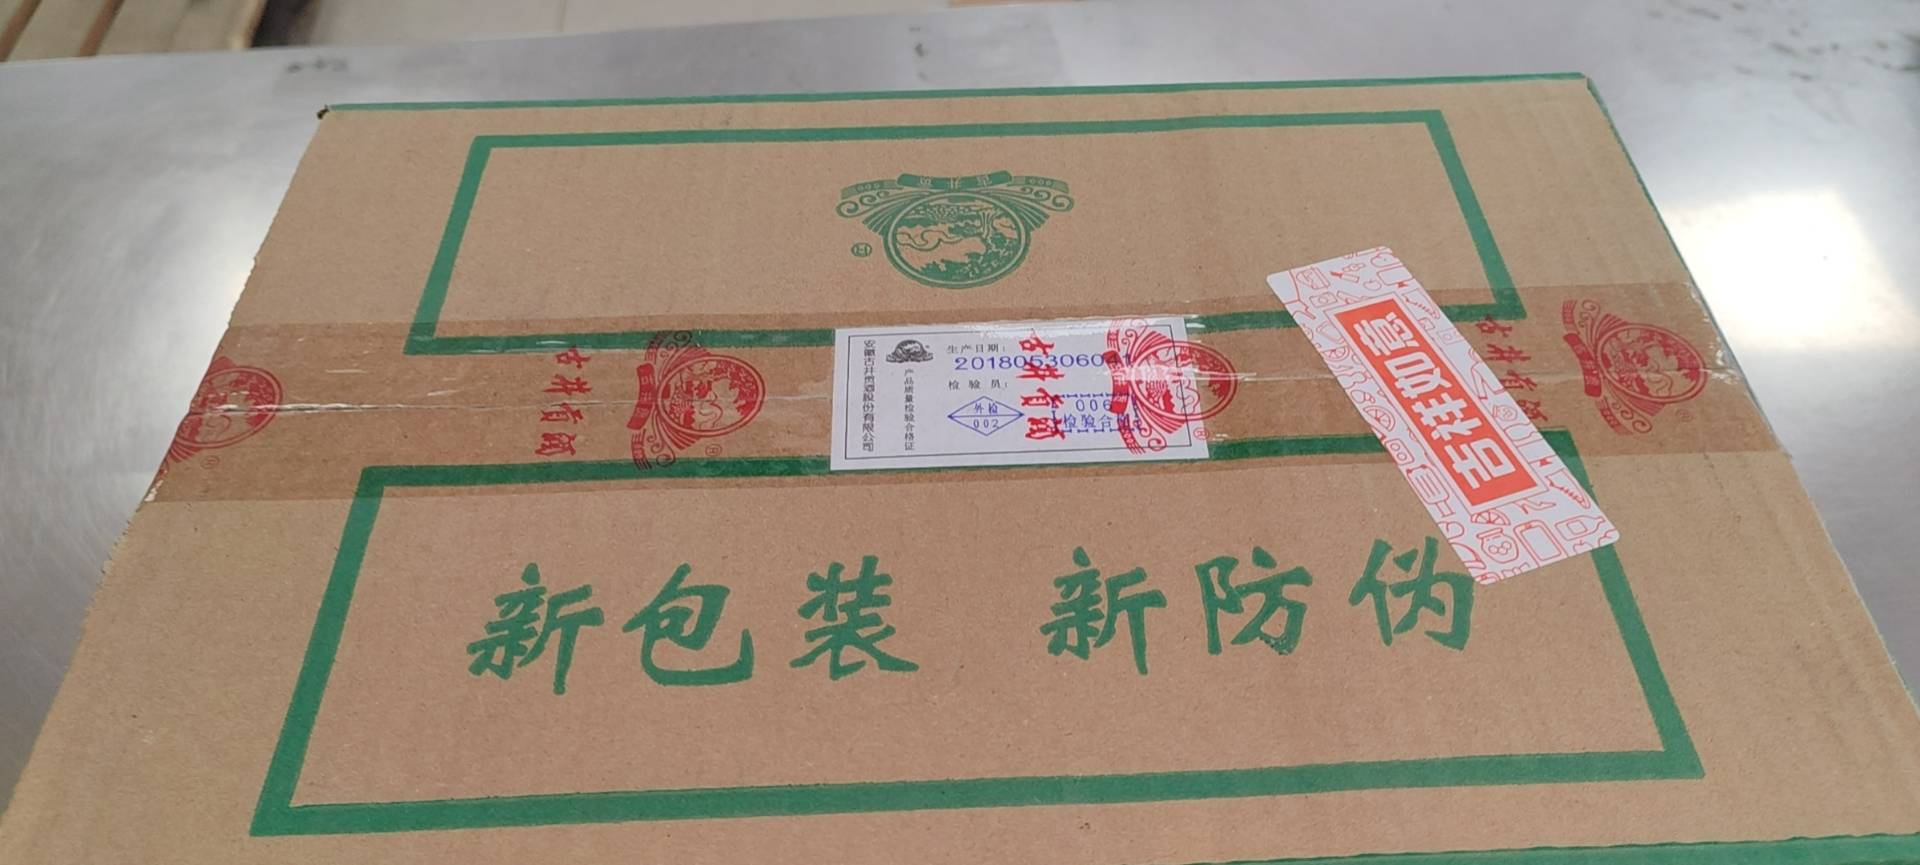 古井贡
安徽古井贡酒股份有限公司
产品质量检验合格证
生产日期:
201805306041
检验员:
外检
002
006
检验合格
古井贡酒
古井贡酒
古井贡酒
吉祥如意
新包装 新防伪